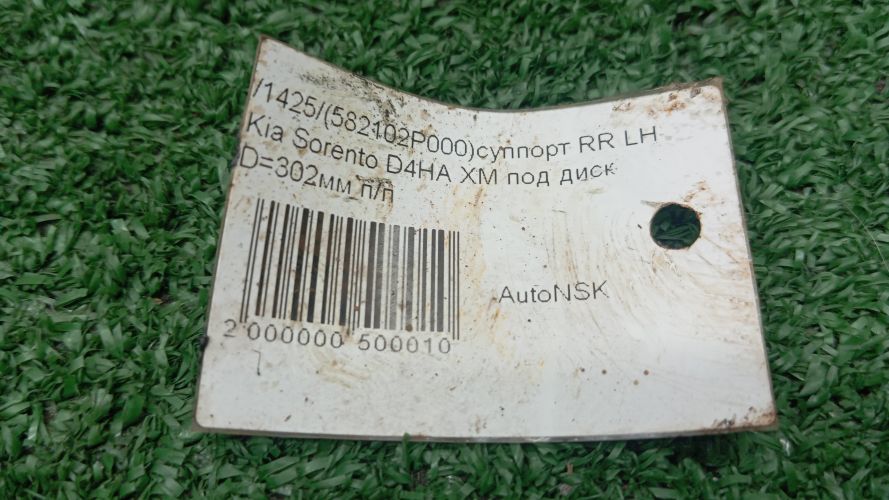 /1425/(582102P000)суппорт RR LH
Kia Sorento D4HA XM под диск
D=302мм п/п
AutoNSK
2 000000 500010